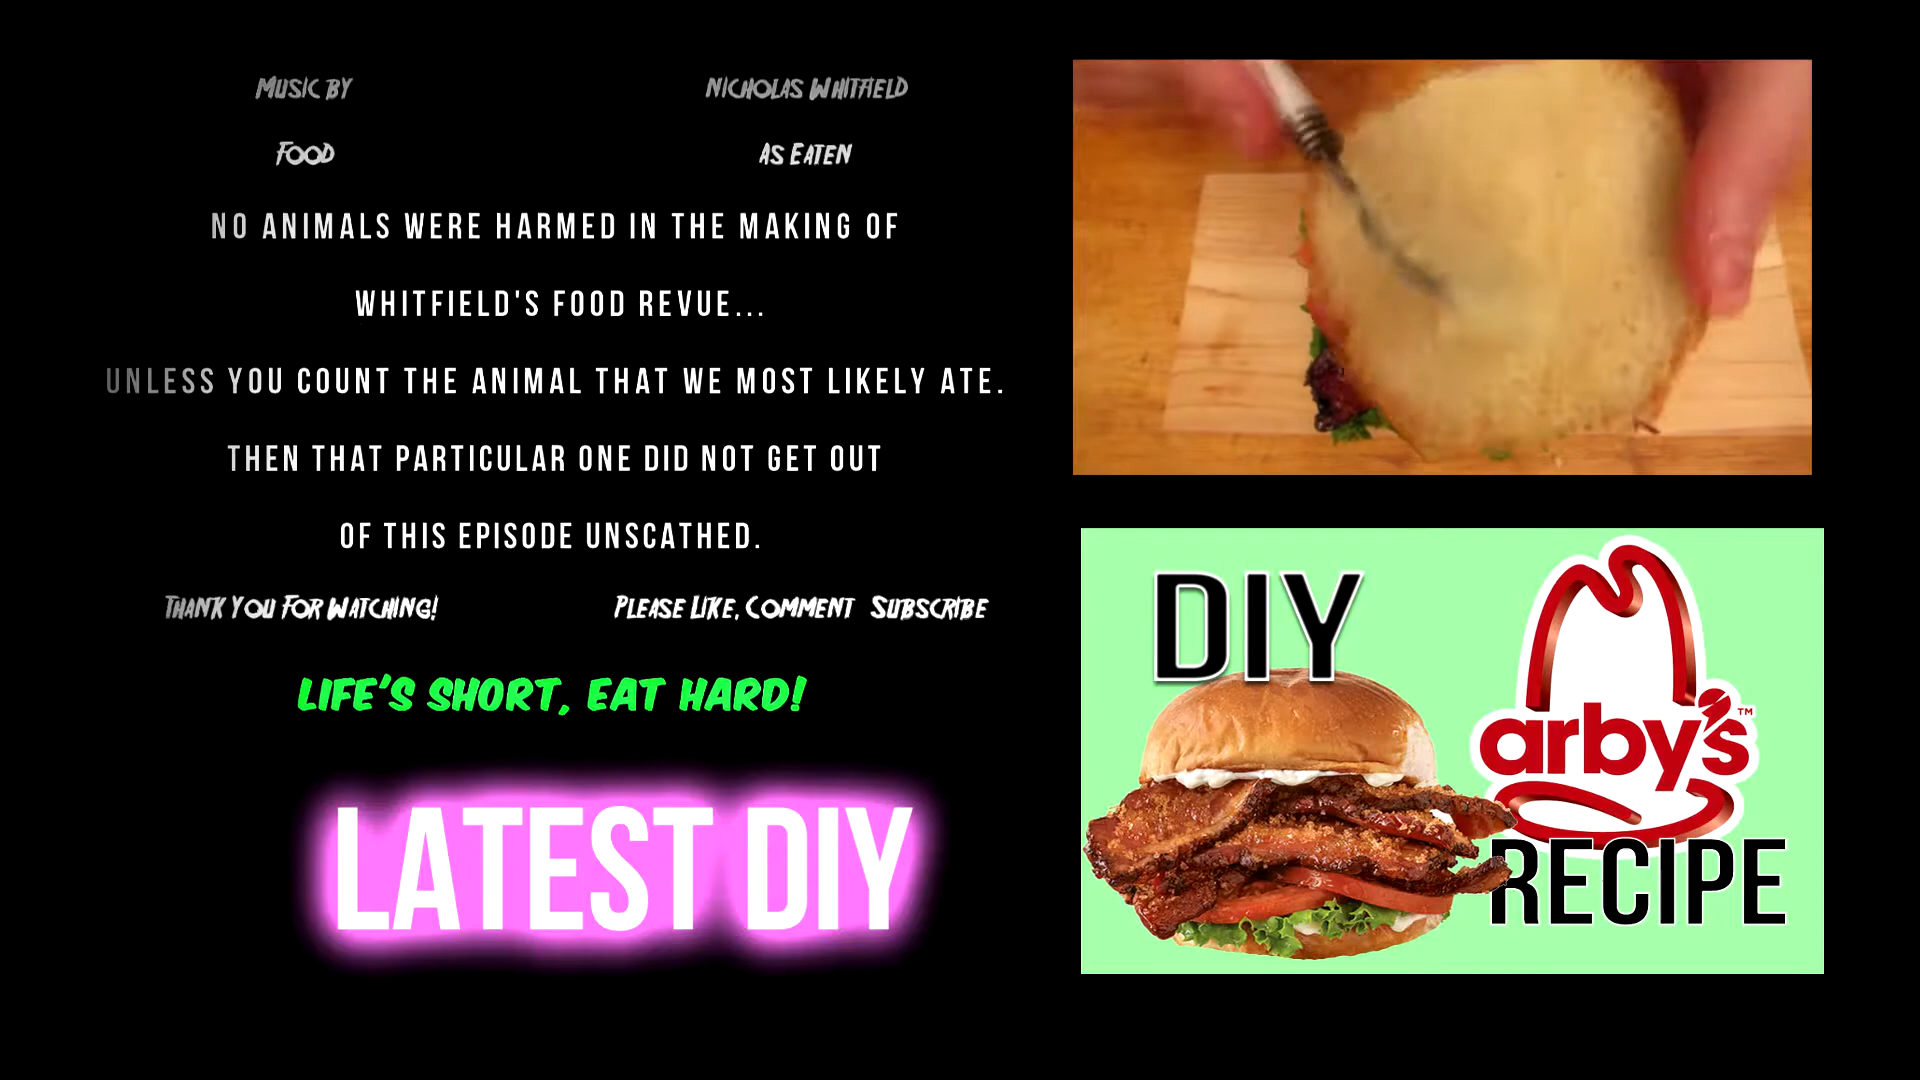 MUSIC BY NICHOLAS WHITFIELD
FOOD AS EATEN
NO ANIMALS WERE HARMED IN THE MAKING OF
WHITFIELD'S FOOD REVUE...
UNLESS YOU COUNT THE ANIMAL THAT WE MOST LIKELY ATE.
THEN THAT PARTICULAR ONE DID NOT GET OUT
OF THIS EPISODE UNSCATHED.
THANK YOU FOR WATCHING! PLEASE LIKE, COMMENT SUBSCRIBE
LIFE'S SHORT, EAT HARD!
LATEST DIY
DIY
arby's™
RECIPE